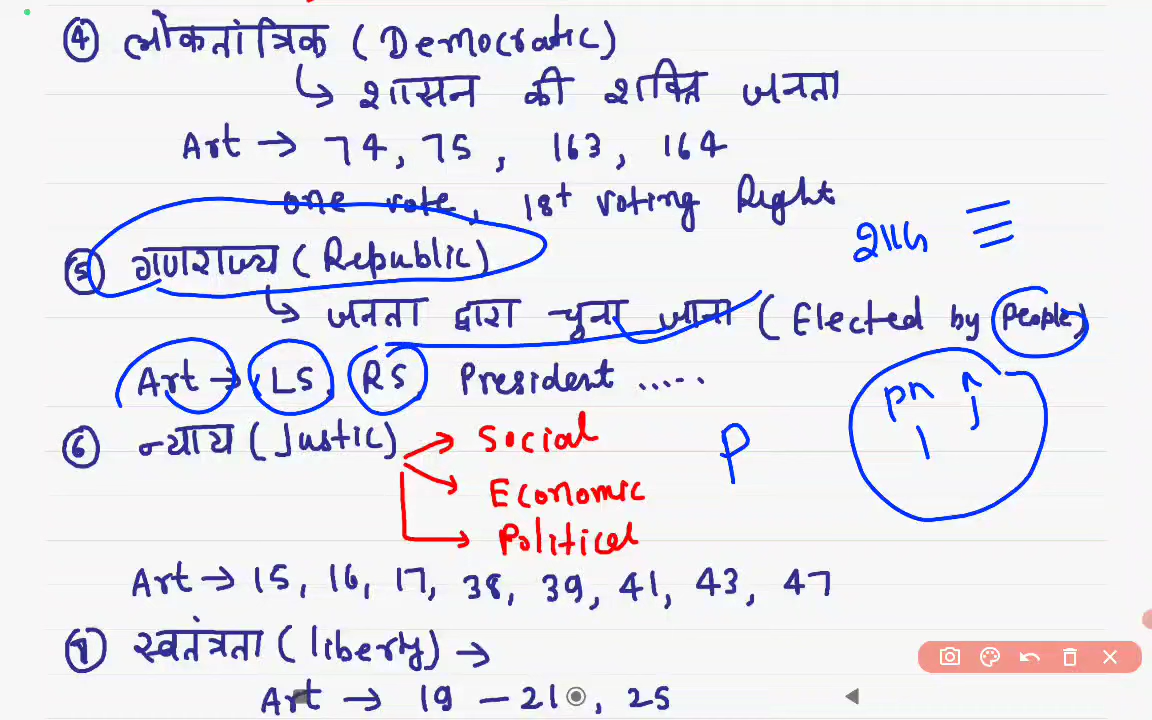 ④ लोकतांत्रिक (Democratic)
↳ शासन की शक्ति जनता
Art → 74, 75, 163, 164
one vote, 18+ voting Right
⑤ गणराज्य (Republic)
↳ जनता द्वारा चुना जाना (Elected by People)
Art → LS RS President .....
⑥ न्याय (Justic)
Social
Economic
Political
P
Art → 15, 16, 17, 38, 39, 41, 43, 47
⑦ स्वतंत्रता (liberty) →
Art → 19 – 21, 25